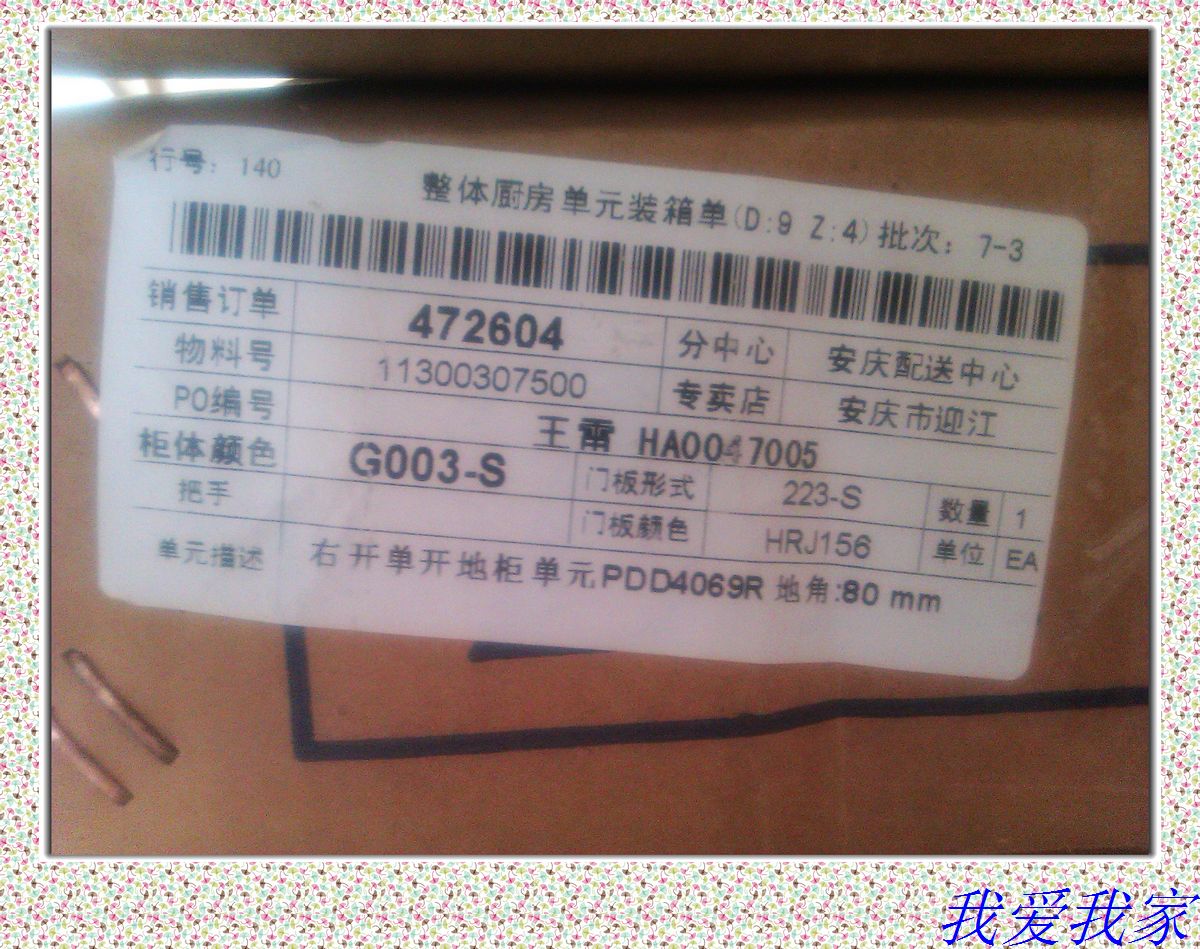 行号: 140
整体厨房单元装箱单(D:9 Z:4) 批次: 7-3
销售订单 472604 分中心 安庆配送中心
物料号 11300307500 专卖店 安庆市迎江
PO编号 王雷 HA0047005
柜体颜色 G003-S 门板形式 223-S 数量 1
把手 门板颜色 HRJ156 单位 EA
单元描述 右开单开地柜单元PDD4069R 地角:80 mm
我爱我家